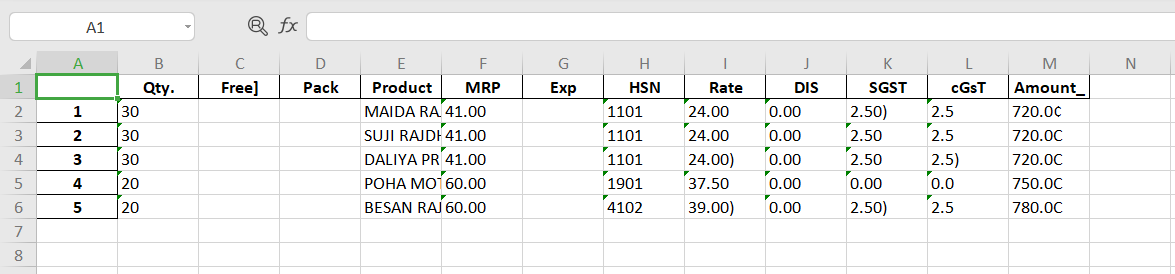 A1 fx
A B C D E F G H I J K L M N
1 Qty. Free] Pack Product MRP Exp HSN Rate DIS SGST cGsT Amount_
2 1 30 MAIDA RA 41.00 1101 24.00 0.00 2.50) 2.5 720.0¢
3 2 30 SUJI RAJDH 41.00 1101 24.00 0.00 2.50 2.5 720.0C
4 3 30 DALIYA PR 41.00 1101 24.00) 0.00 2.50 2.5) 720.0C
5 4 20 POHA MOT 60.00 1901 37.50 0.00 0.00 0.0 750.0C
6 5 20 BESAN RAJ 60.00 4102 39.00) 0.00 2.50) 2.5 780.0C
7
8